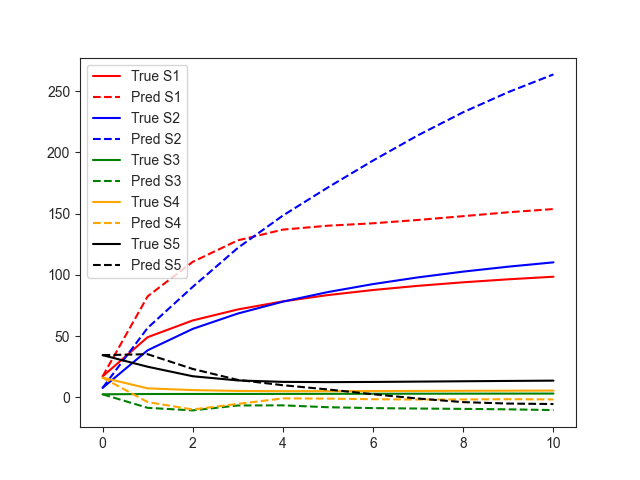 True S1
Pred S1
True S2
Pred S2
True S3
Pred S3
True S4
Pred S4
True S5
Pred S5
250
200
150
100
50
0
0 2 4 6 8 10